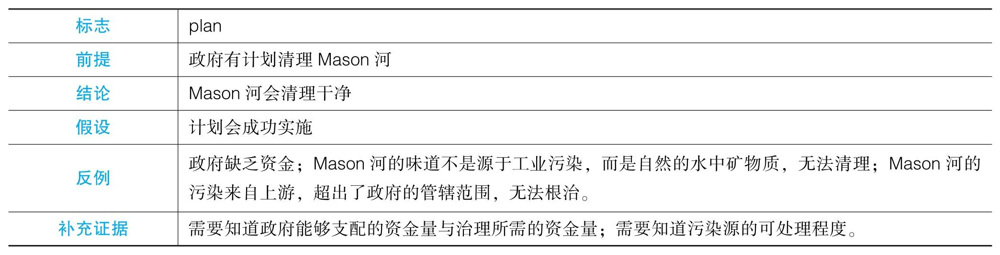 标志 plan
前提 政府有计划清理 Mason 河
结论 Mason 河会清理干净
假设 计划会成功实施
反例 政府缺乏资金；Mason 河的味道不是源于工业污染，而是自然的水中矿物质，无法清理；Mason 河的
污染来自上游，超出了政府的管辖范围，无法根治。
补充证据 需要知道政府能够支配的资金量与治理所需的资金量；需要知道污染源的可处理程度。